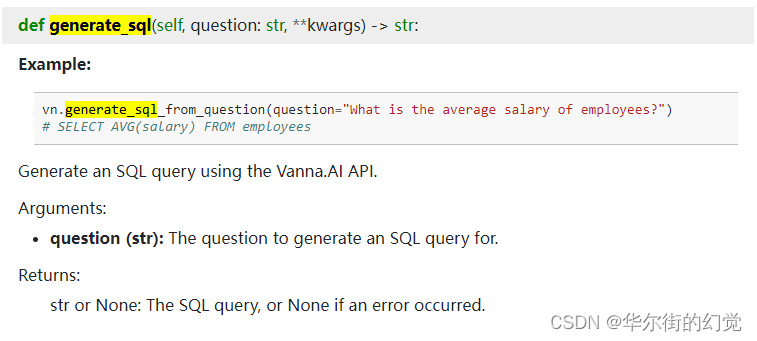 def generate_sql(self, question: str, **kwargs) -> str:
Example:
vn.generate_sql_from_question(question="What is the average salary of employees?")
# SELECT AVG(salary) FROM employees
Generate an SQL query using the Vanna.AI API.
Arguments:
• question (str): The question to generate an SQL query for.
Returns:
str or None: The SQL query, or None if an error occurred.
CSDN @华尔街的幻觉